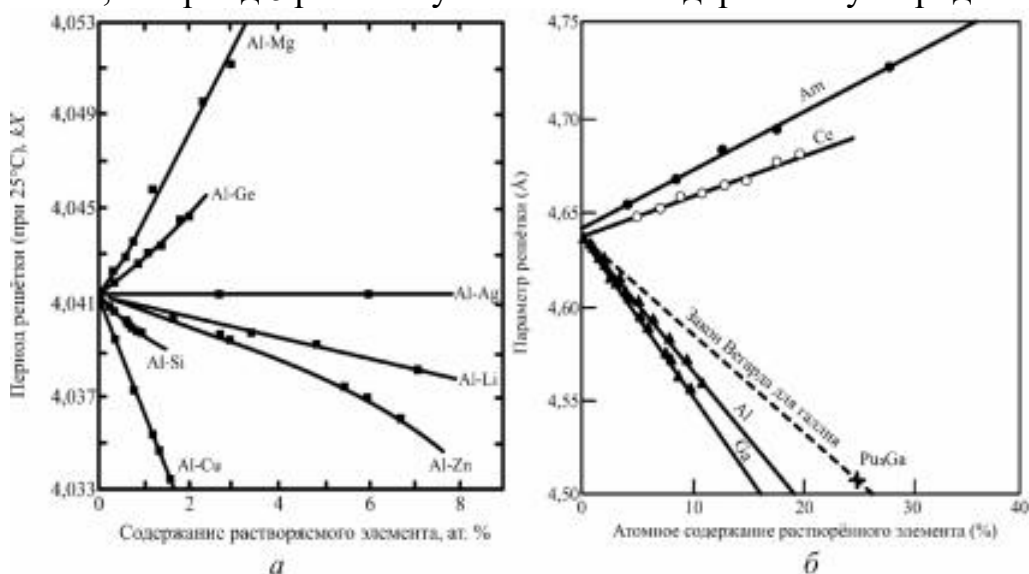 4,053
4,049
4,045
4,041
4,037
4,033
Период решётки (при 25°C), kX
Al-Mg
Al-Ge
Al-Ag
Al-Li
Al-Si
Al-Cu
Al-Zn
0 2 4 6 8
Содержание растворяемого элемента, ат. %
а
4,75
4,70
4,65
4,60
4,55
4,50
Параметр решётки (Å)
Am
Ce
Закон Вегарда для галлия
Al
Ga
Pu₃Ga
0 10 20 30 40
Атомное содержание растворённого элемента (%)
б